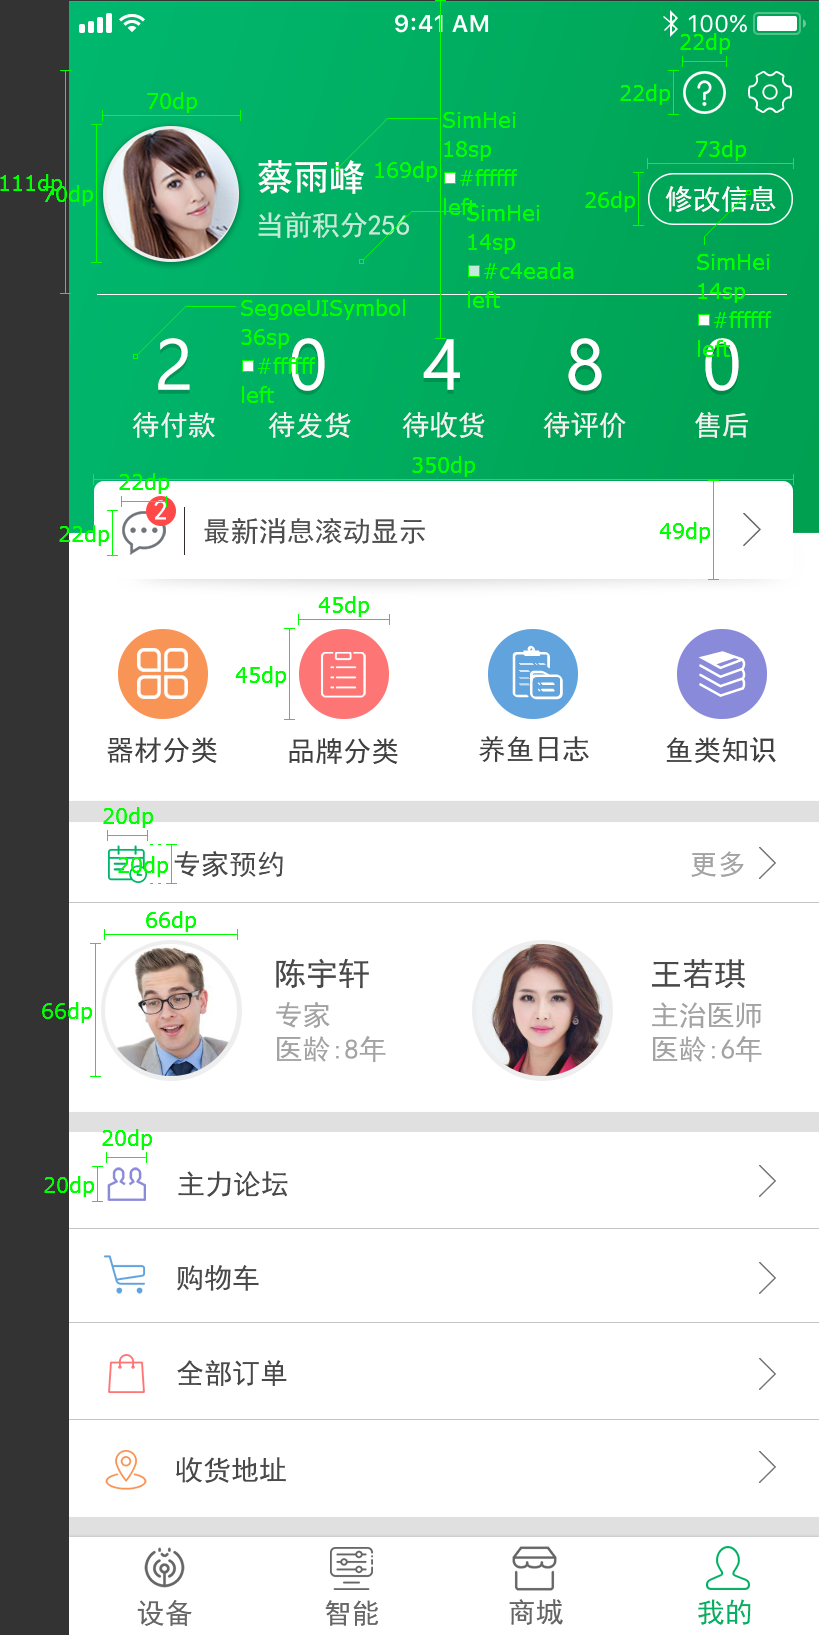 9:41 AM
100%
22dp
22dp
70dp
SimHei
18sp
#ffffff
left
169dp
73dp
111dp
70dp
蔡雨峰
26dp
修改信息
当前积分256
SimHei
14sp
#c4eada
left
SimHei
14sp
#ffffff
left
SegoeUISymbol
36sp
#ffffff
left
2 0 4 8 0
待付款 待发货 待收货 待评价 售后
350dp
22dp
2
22dp
最新消息滚动显示
49dp
45dp
45dp
器材分类 品牌分类 养鱼日志 鱼类知识
20dp
20dp
专家预约 更多
66dp
66dp
陈宇轩
专家
医龄:8年
王若琪
主治医师
医龄:6年
20dp
20dp
主力论坛
购物车
全部订单
收货地址
设备 智能 商城 我的